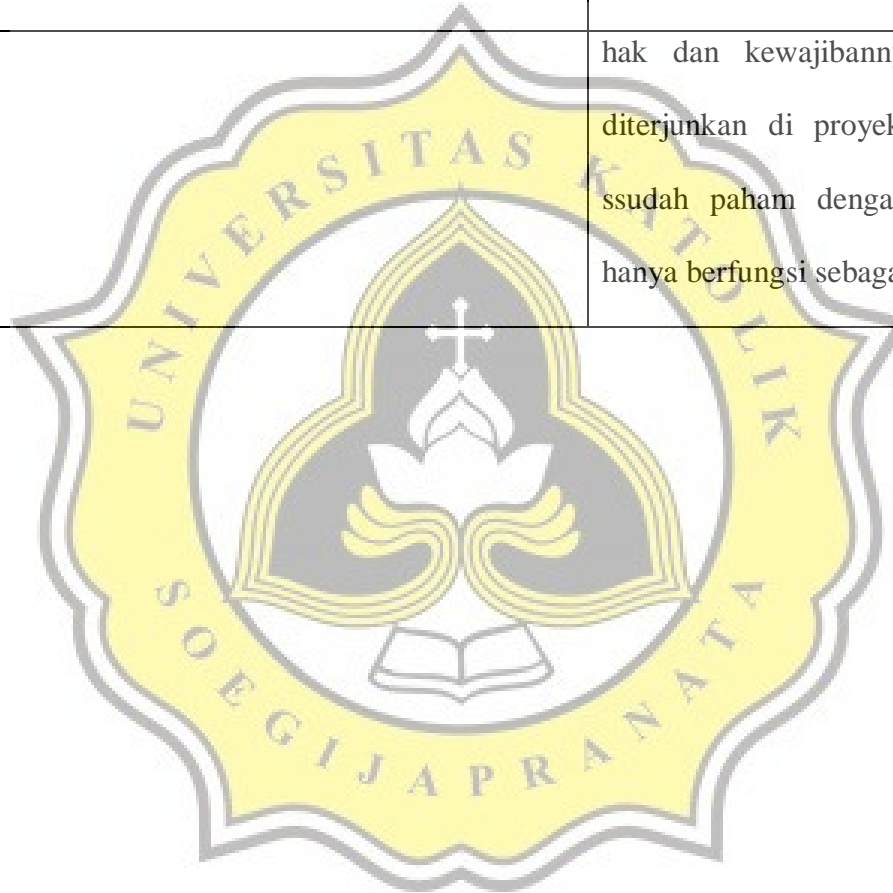 hak dan kewajibann
diterjunkan di proyek
ssudah paham denga
hanya berfungsi sebaga
UNIVERSITAS KATOLIK
SOEGIJAPRANATA